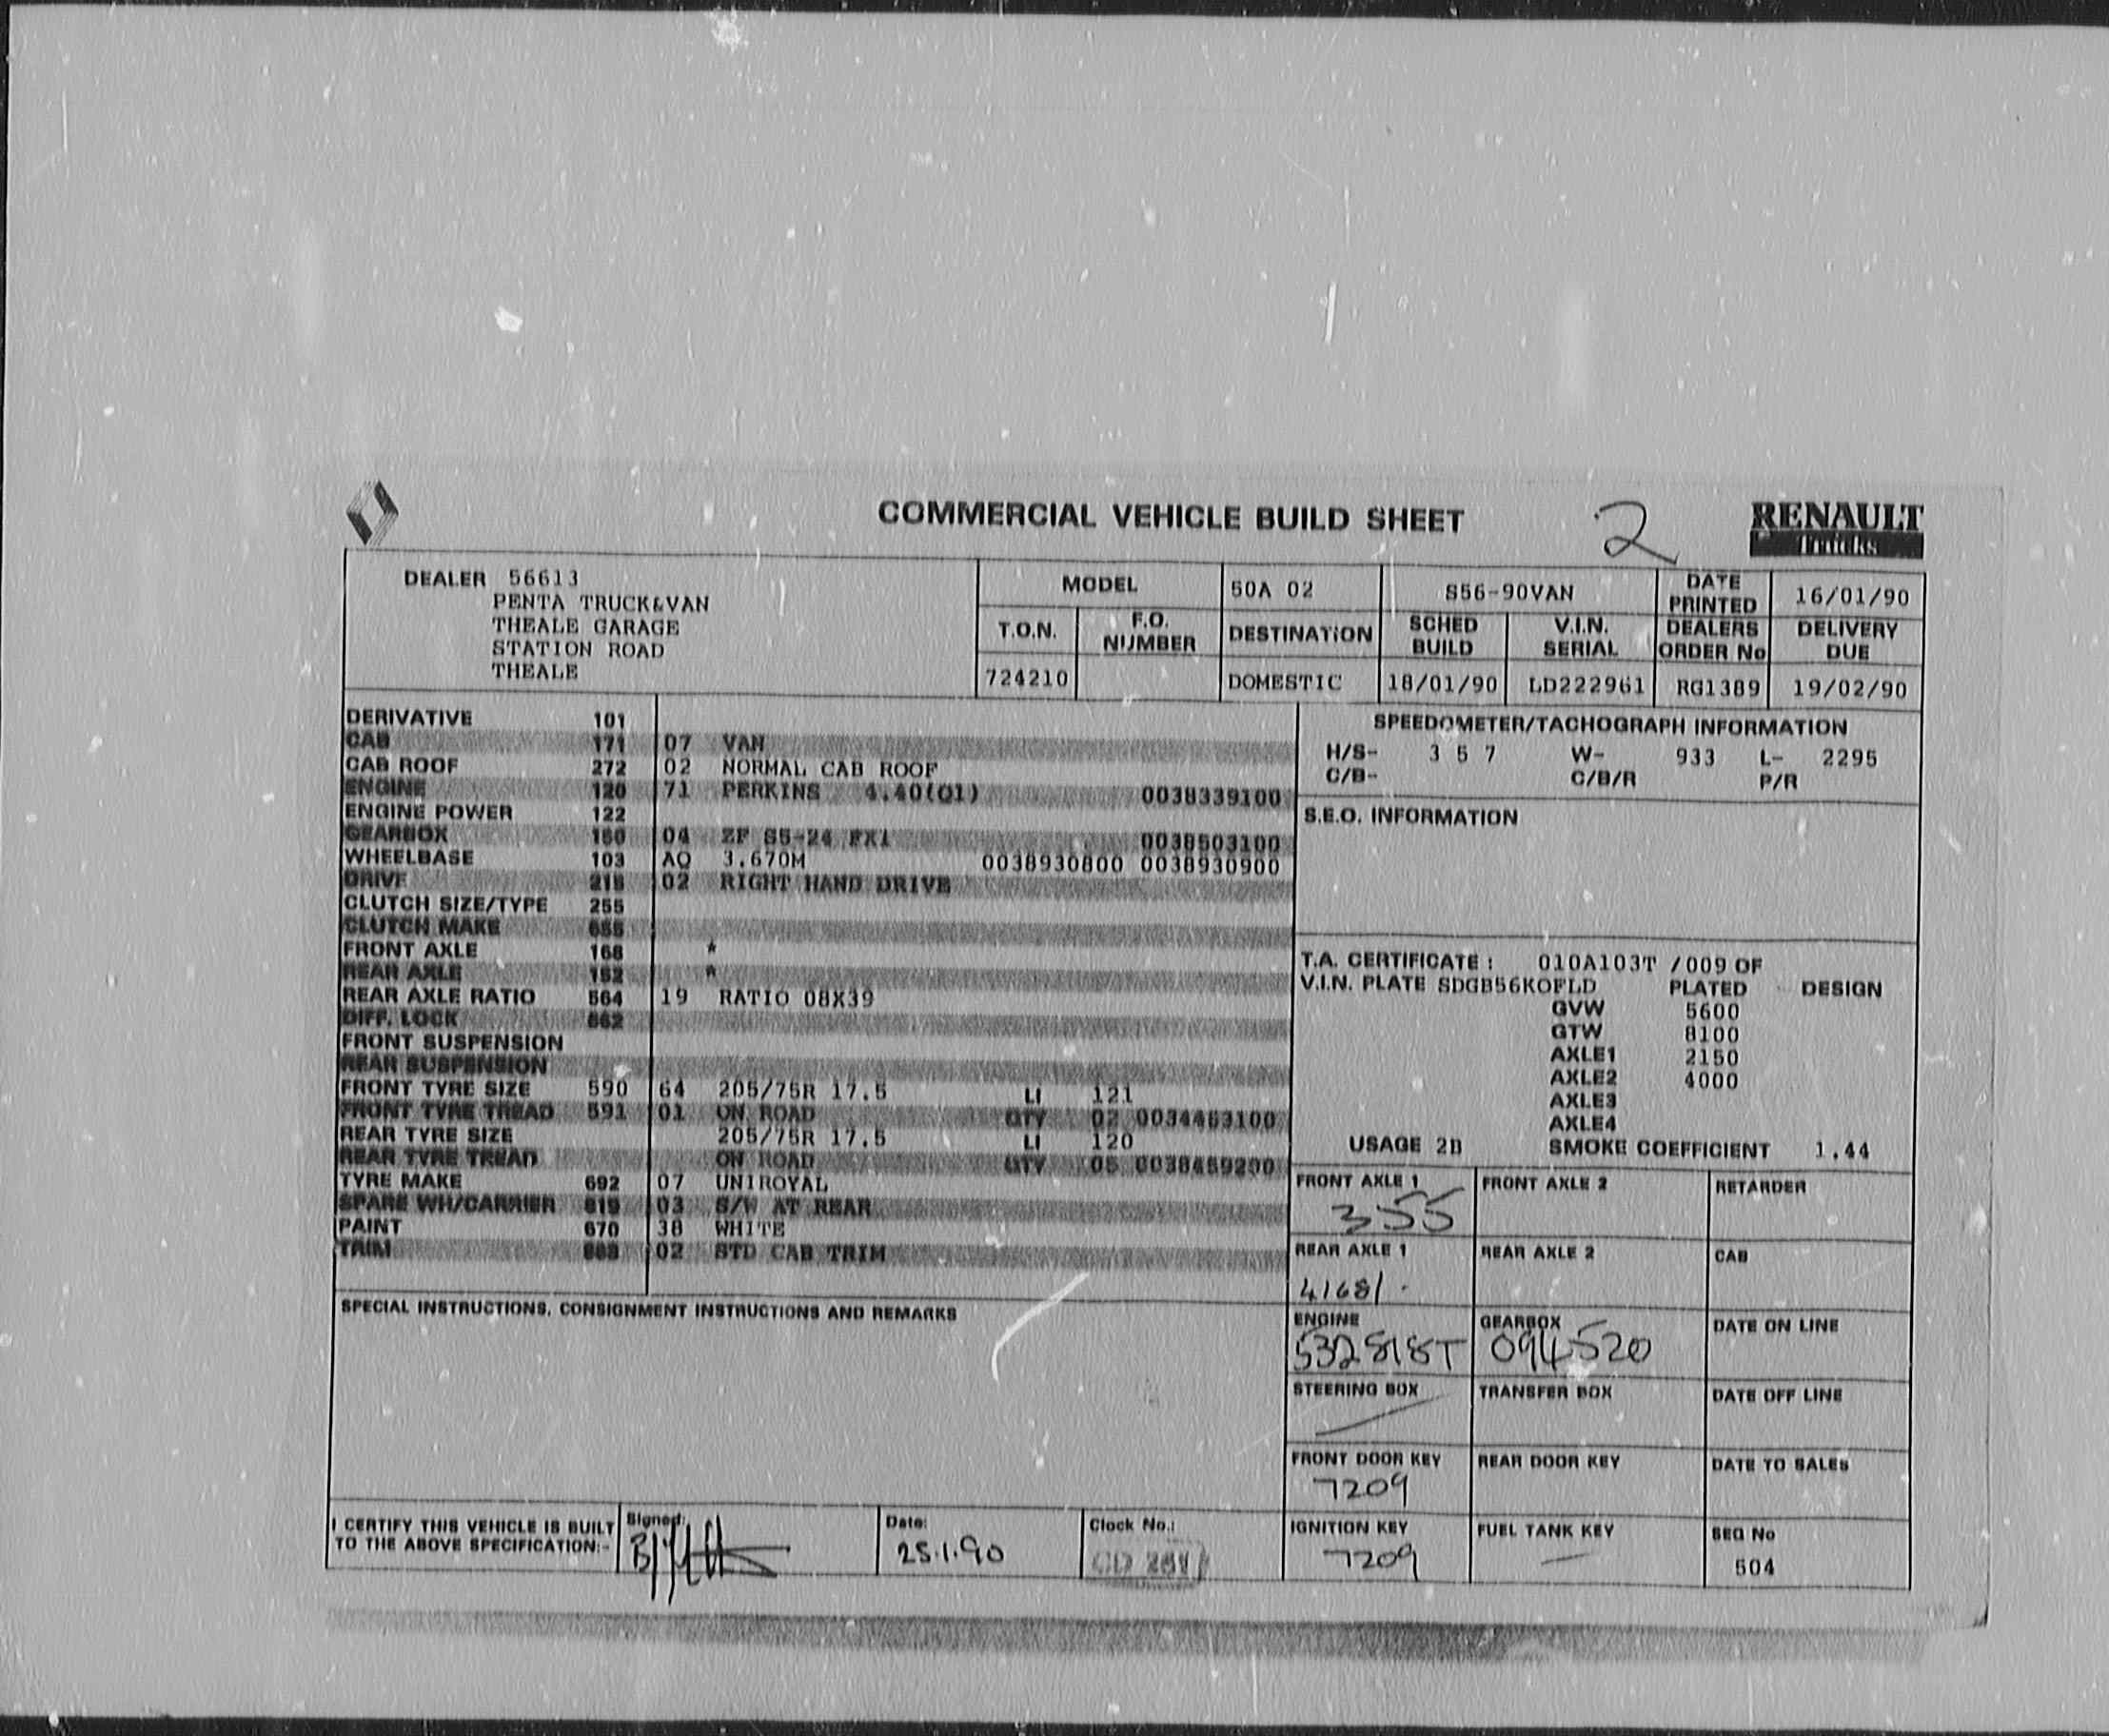 COMMERCIAL VEHICLE BUILD SHEET 2 RENAULT Trucks
DEALER 56613
PENTA TRUCK&VAN
THEALE GARAGE
STATION ROAD
THEALE
MODEL 50A 02 S56-90VAN DATE PRINTED 16/01/90
T.O.N. F.O. NUMBER DESTINATION SCHED BUILD V.I.N. SERIAL DEALERS ORDER No DELIVERY DUE
724210 DOMESTIC 18/01/90 LD222961 RG1389 19/02/90
DERIVATIVE 101
CAB 171 07 VAN
CAB ROOF 272 02 NORMAL CAB ROOF
ENGINE 120 71 PERKINS 4.40(Q1) 0038339100
ENGINE POWER 122
GEARBOX 160 04 ZF S5-24 FX1 0038503100
WHEELBASE 103 AQ 3.670M 0038930800 0038930900
DRIVE 218 02 RIGHT HAND DRIVE
CLUTCH SIZE/TYPE 255
CLUTCH MAKE 655
FRONT AXLE 168 *
REAR AXLE 152 *
REAR AXLE RATIO 564 19 RATIO 08X39
DIFF. LOCK 662
FRONT SUSPENSION
REAR SUSPENSION
FRONT TYRE SIZE 590 64 205/75R 17.5 LI 121
FRONT TYRE TREAD 591 01 ON ROAD QTY 02 0034463100
REAR TYRE SIZE 205/75R 17.5 LI 120
REAR TYRE TREAD ON ROAD QTY 05 0038459200
TYRE MAKE 692 07 UNIROYAL
SPARE WH/CARRIER 619 03 S/W AT REAR
PAINT 670 38 WHITE
TRIM 02 STD CAB TRIM
SPEEDOMETER/TACHOGRAPH INFORMATION
H/S- 3 5 7 W- 933 L- 2295
C/B- C/B/R P/R
S.E.O. INFORMATION
T.A. CERTIFICATE : 010A103T /009 OF
V.I.N. PLATE SDGB56KOFLD PLATED DESIGN
GVW 5600
GTW 8100
AXLE1 2150
AXLE2 4000
AXLE3
AXLE4
USAGE 2B SMOKE COEFFICIENT 1.44
FRONT AXLE 1 FRONT AXLE 2 RETARDER
355
REAR AXLE 1 REAR AXLE 2 CAB
41681
SPECIAL INSTRUCTIONS, CONSIGNMENT INSTRUCTIONS AND REMARKS
ENGINE GEARBOX DATE ON LINE
532818T 094520
STEERING BOX TRANSFER BOX DATE OFF LINE
FRONT DOOR KEY REAR DOOR KEY DATE TO SALES
7209
I CERTIFY THIS VEHICLE IS BUILT
TO THE ABOVE SPECIFICATION:-
Signed:
Date: 25.1.90
Clock No.:
IGNITION KEY FUEL TANK KEY SEQ No
7209 504